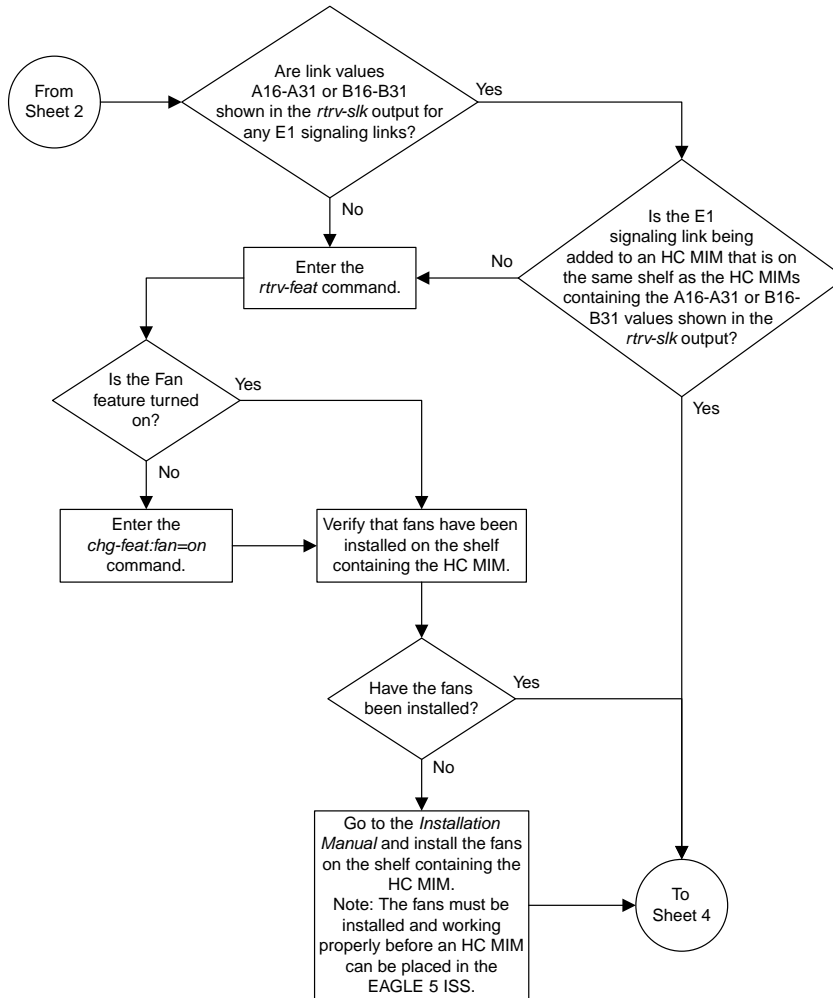 From
Sheet 2
Are link values
A16-A31 or B16-B31
shown in the rtrv-slk output for
any E1 signaling links?
Yes
No
Is the E1
signaling link being
added to an HC MIM that is on
the same shelf as the HC MIMs
containing the A16-A31 or B16-
B31 values shown in the
rtrv-slk output?
No
Yes
Enter the
rtrv-feat command.
Is the Fan
feature turned
on?
Yes
No
Enter the
chg-feat:fan=on
command.
Verify that fans have been
installed on the shelf
containing the HC MIM.
Have the fans
been installed?
Yes
No
Go to the Installation
Manual and install the fans
on the shelf containing the
HC MIM.
Note: The fans must be
installed and working
properly before an HC MIM
can be placed in the
EAGLE 5 ISS.
To
Sheet 4